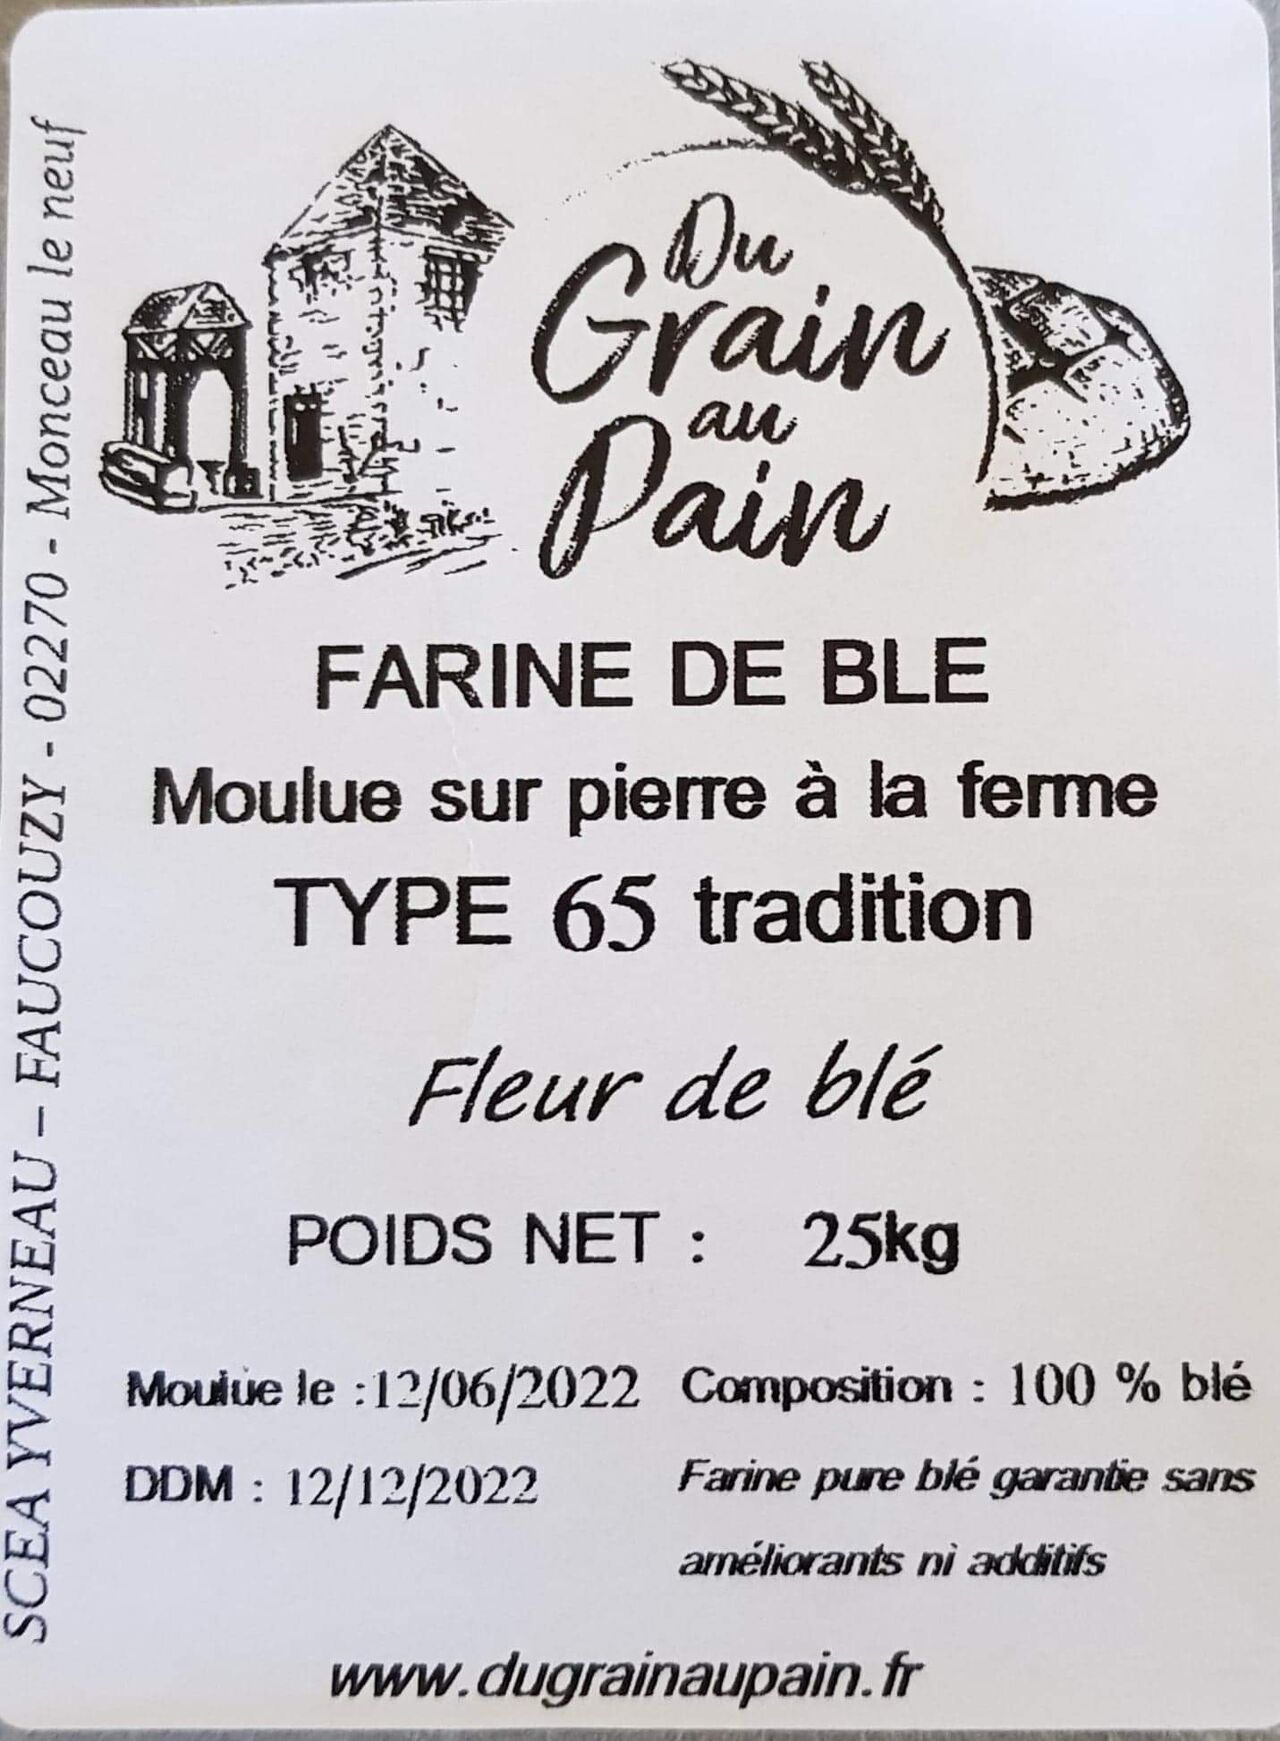 Du
Grain
au
Pain
FARINE DE BLE
Moulue sur pierre à la ferme
TYPE 65 tradition
Fleur de blé
POIDS NET : 25kg
Moulue le :12/06/2022
DDM : 12/12/2022
Composition : 100 % blé
Farine pure blé garantie sans
améliorants ni additifs
www.dugrainaupain.fr
SCEA YVERNEAU – FAUCOUZY - 02270 - Monceau le neuf